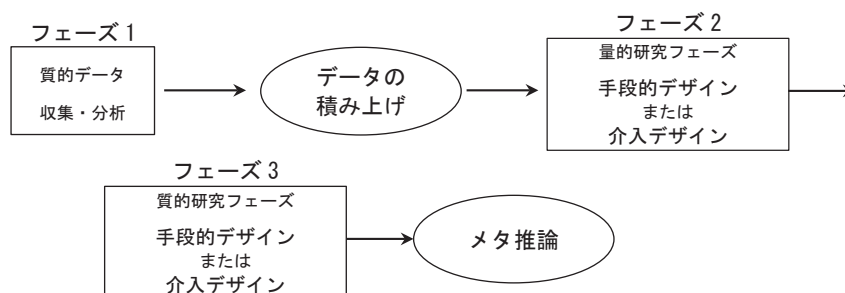 フェーズ 1
質的データ
収集・分析
データの
積み上げ
フェーズ 2
量的研究フェーズ
手段的デザイン
または
介入デザイン
フェーズ 3
質的研究フェーズ
手段的デザイン
または
介入デザイン
メタ推論